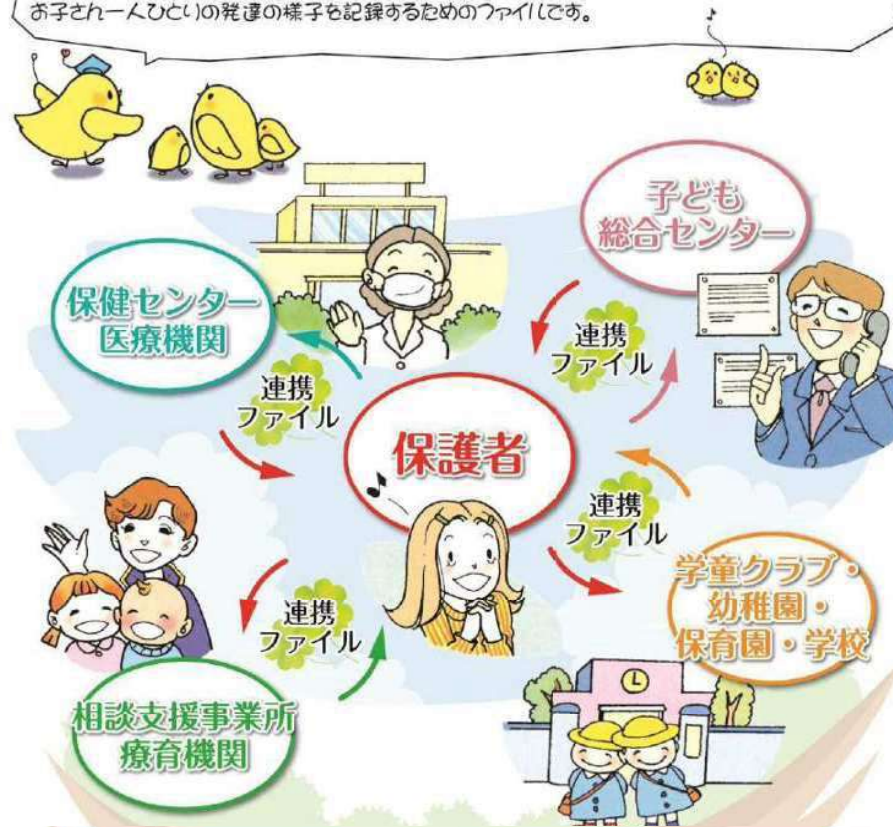 お子さん一人ひとりの発達の様子を記録するためのファイルです。
子ども
総合センター
保健センター
医療機関
連携
ファイル
連携
ファイル
保護者
連携
ファイル
学童クラブ・
幼稚園・
保育園・学校
連携
ファイル
相談支援事業所
療育機関